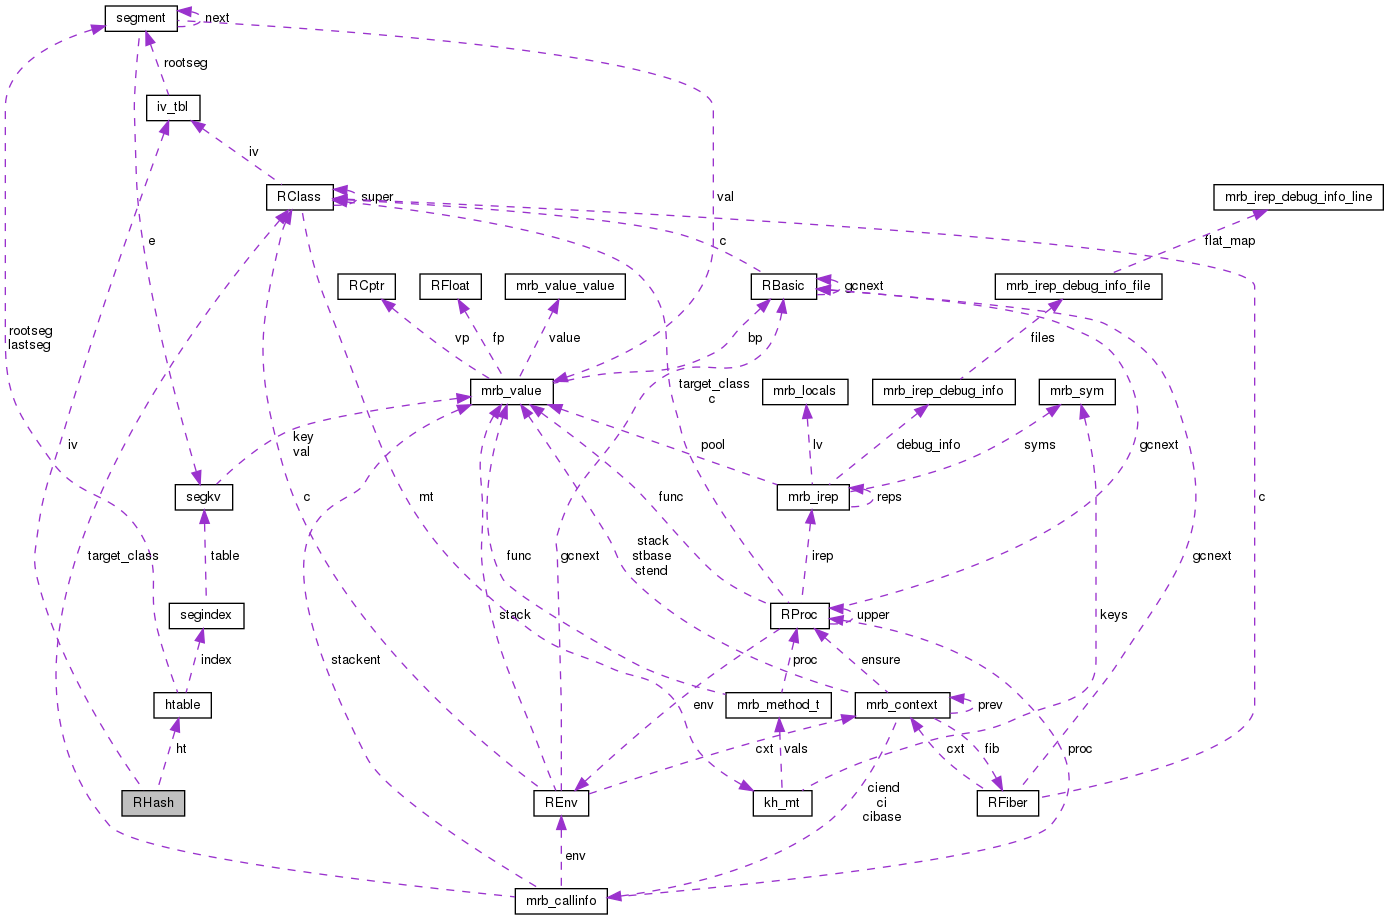 segment
next
rootseg
iv_tbl
iv
RClass
super
val
mrb_irep_debug_info_line
e
c
flat_map
RCptr
RFloat
mrb_value_value
RBasic
gcnext
mrb_irep_debug_info_file
rootseg
lastseg
vp
fp
value
bp
files
mrb_value
target_class
c
mrb_locals
mrb_irep_debug_info
mrb_sym
iv
key
val
pool
lv
debug_info
syms
gcnext
segkv
c
mt
func
mrb_irep
reps
c
target_class
table
func
gcnext
stack
stbase
stend
irep
gcnext
segindex
stack
RProc
upper
keys
index
stackent
proc
ensure
htable
env
mrb_method_t
mrb_context
prev
ht
cxt
vals
cxt
fib
proc
RHash
REnv
kh_mt
ciend
ci
cibase
RFiber
env
mrb_callinfo